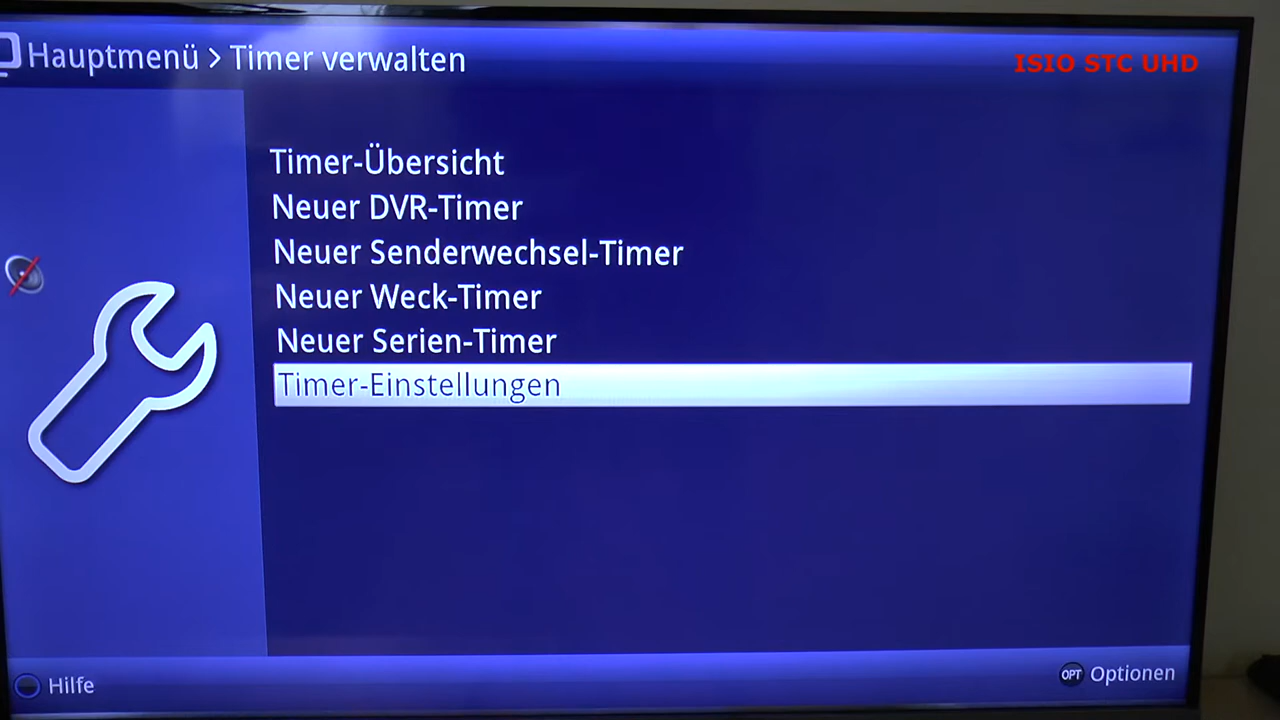 Hauptmenü > Timer verwalten
ISIO STC UHD
Timer-Übersicht
Neuer DVR-Timer
Neuer Senderwechsel-Timer
Neuer Weck-Timer
Neuer Serien-Timer
Timer-Einstellungen
Hilfe
OPT Optionen